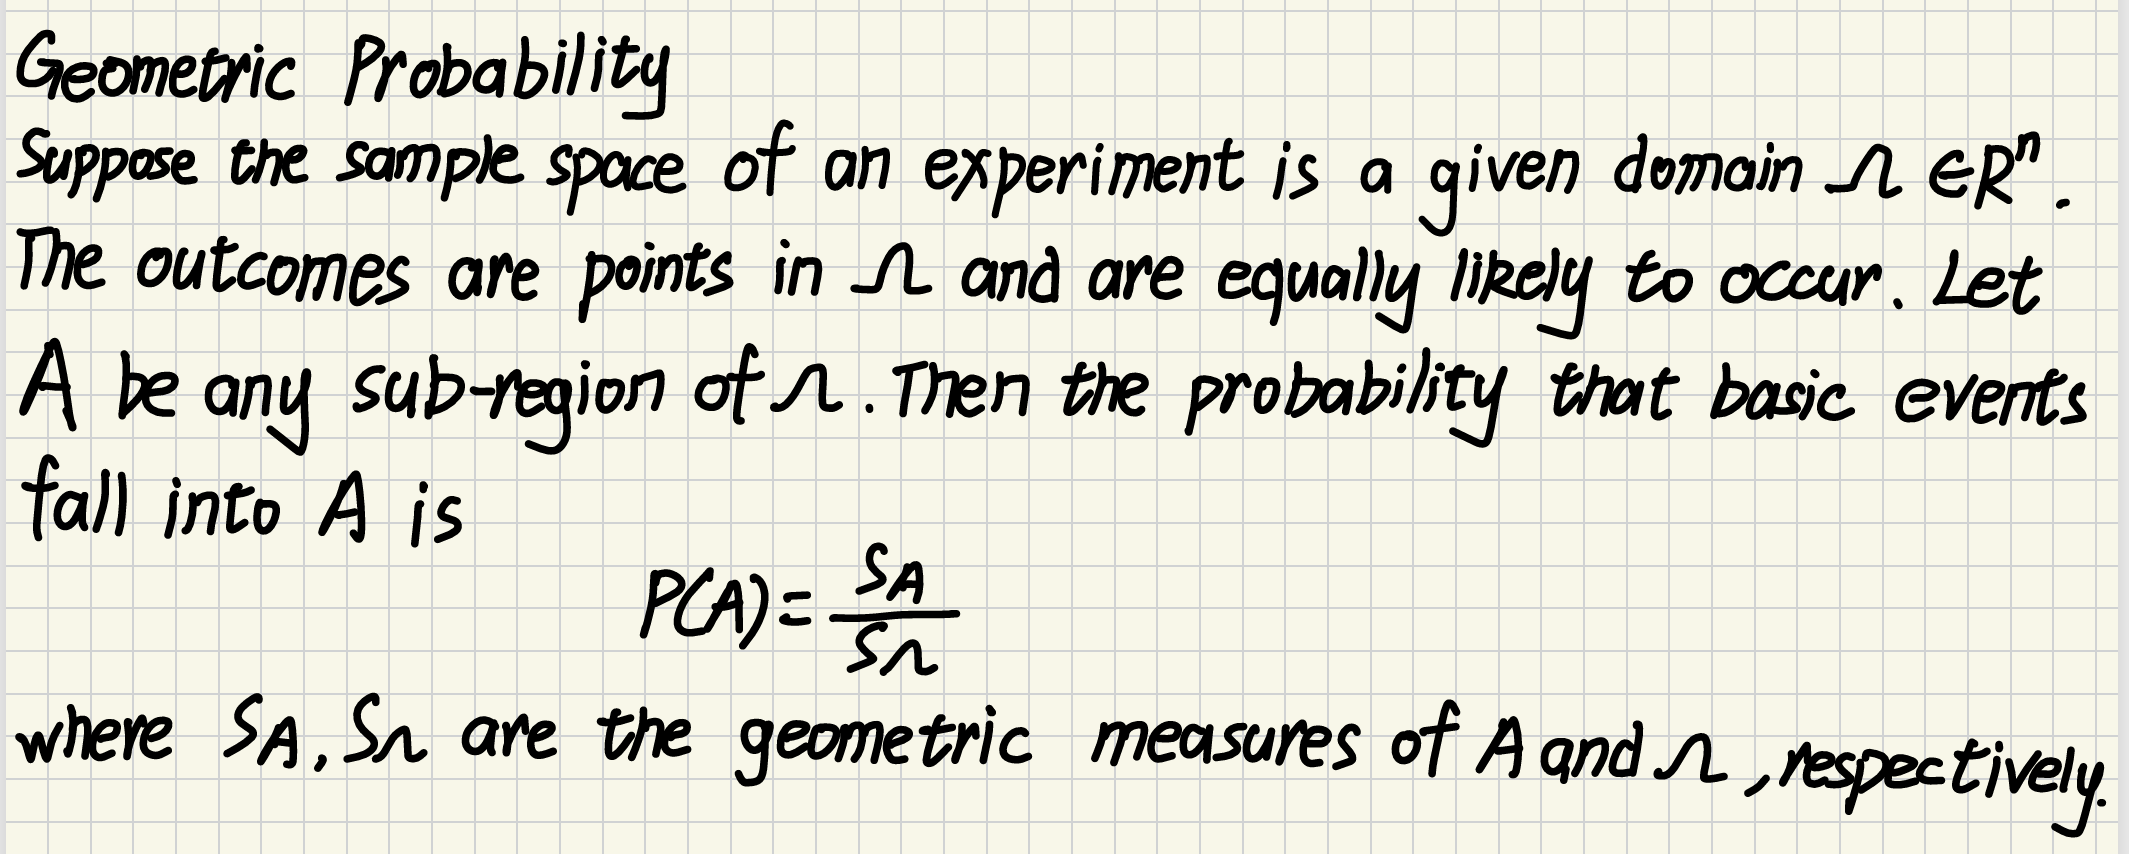 Geometric Probability
Suppose the sample space of an experiment is a given domain Ω ∈ Rⁿ.
The outcomes are points in Ω and are equally likely to occur. Let
A be any sub-region of Ω. Then the probability that basic events
fall into A is
P(A) = S_A / S_Ω
where S_A, S_Ω are the geometric measures of A and Ω, respectively.